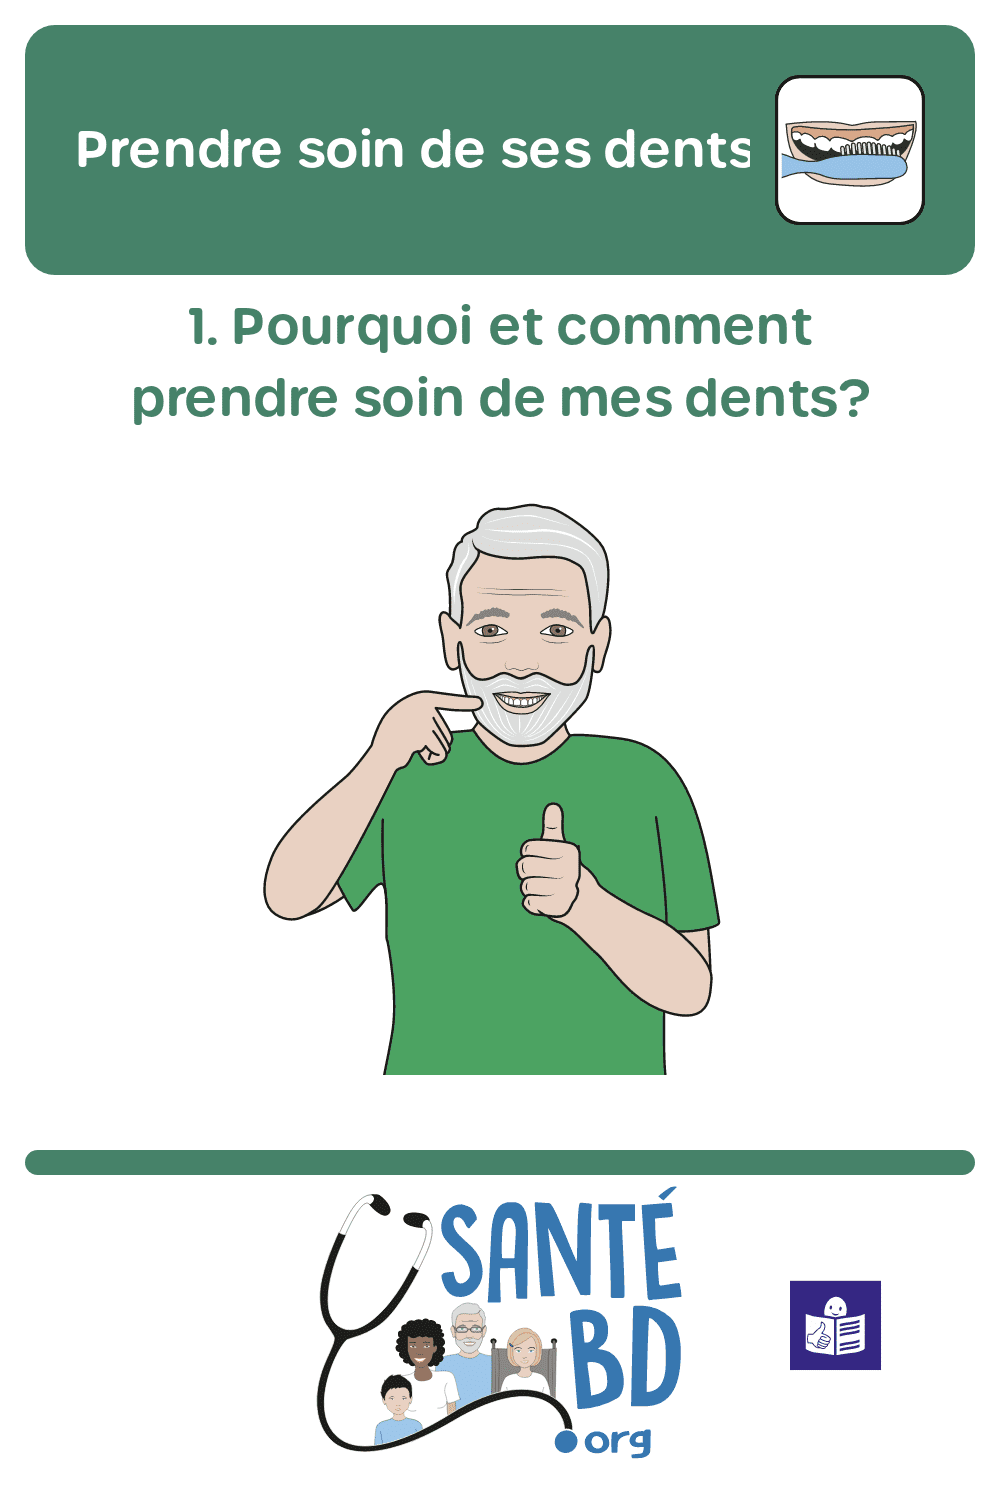 Prendre soin de ses dents
1. Pourquoi et comment
prendre soin de mes dents?
SANTÉ
BD
.org